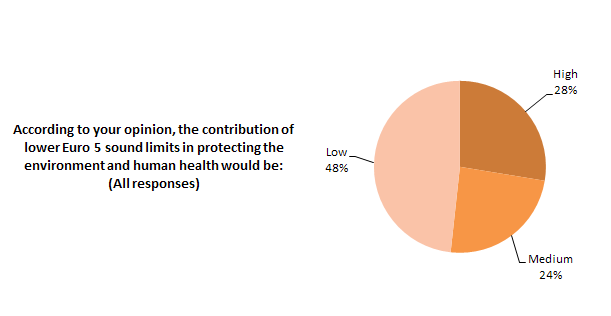 According to your opinion, the contribution of
lower Euro 5 sound limits in protecting the
environment and human health would be:
(All responses)
High
28%
Low
48%
Medium
24%